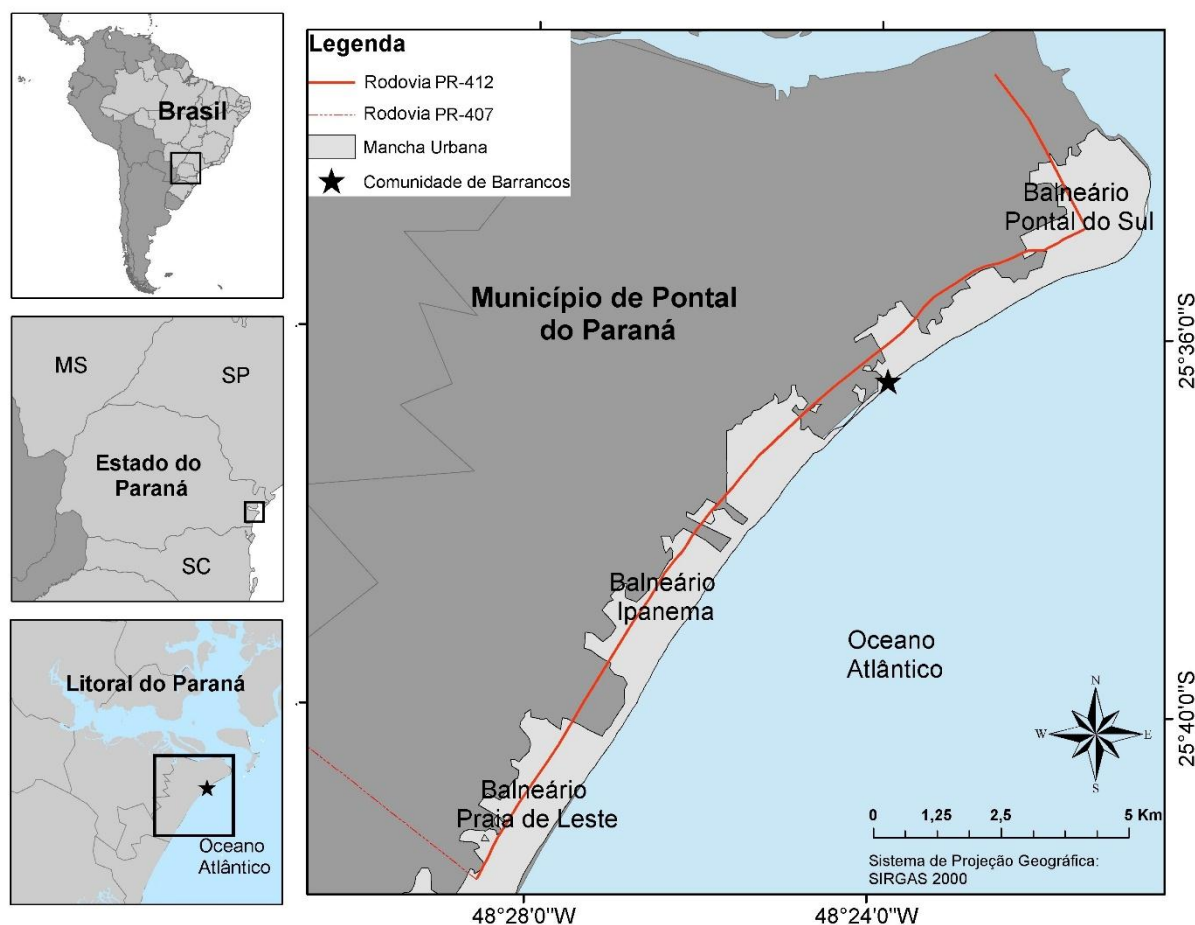 Brasil
MS
SP
Estado do
Paraná
SC
Litoral do Paraná
Oceano
Atlântico
Legenda
Rodovia PR-412
Rodovia PR-407
Mancha Urbana
Comunidade de Barrancos
Balneário
Pontal do Sul
Município de Pontal
do Paraná
25°36'0"S
Balneário
Ipanema
Oceano
Atlântico
25°40'0"S
N
W
E
S
Balneário
Praia de Leste
0 1,25 2,5 5 Km
Sistema de Projeção Geográfica:
SIRGAS 2000
48°28'0"W
48°24'0"W